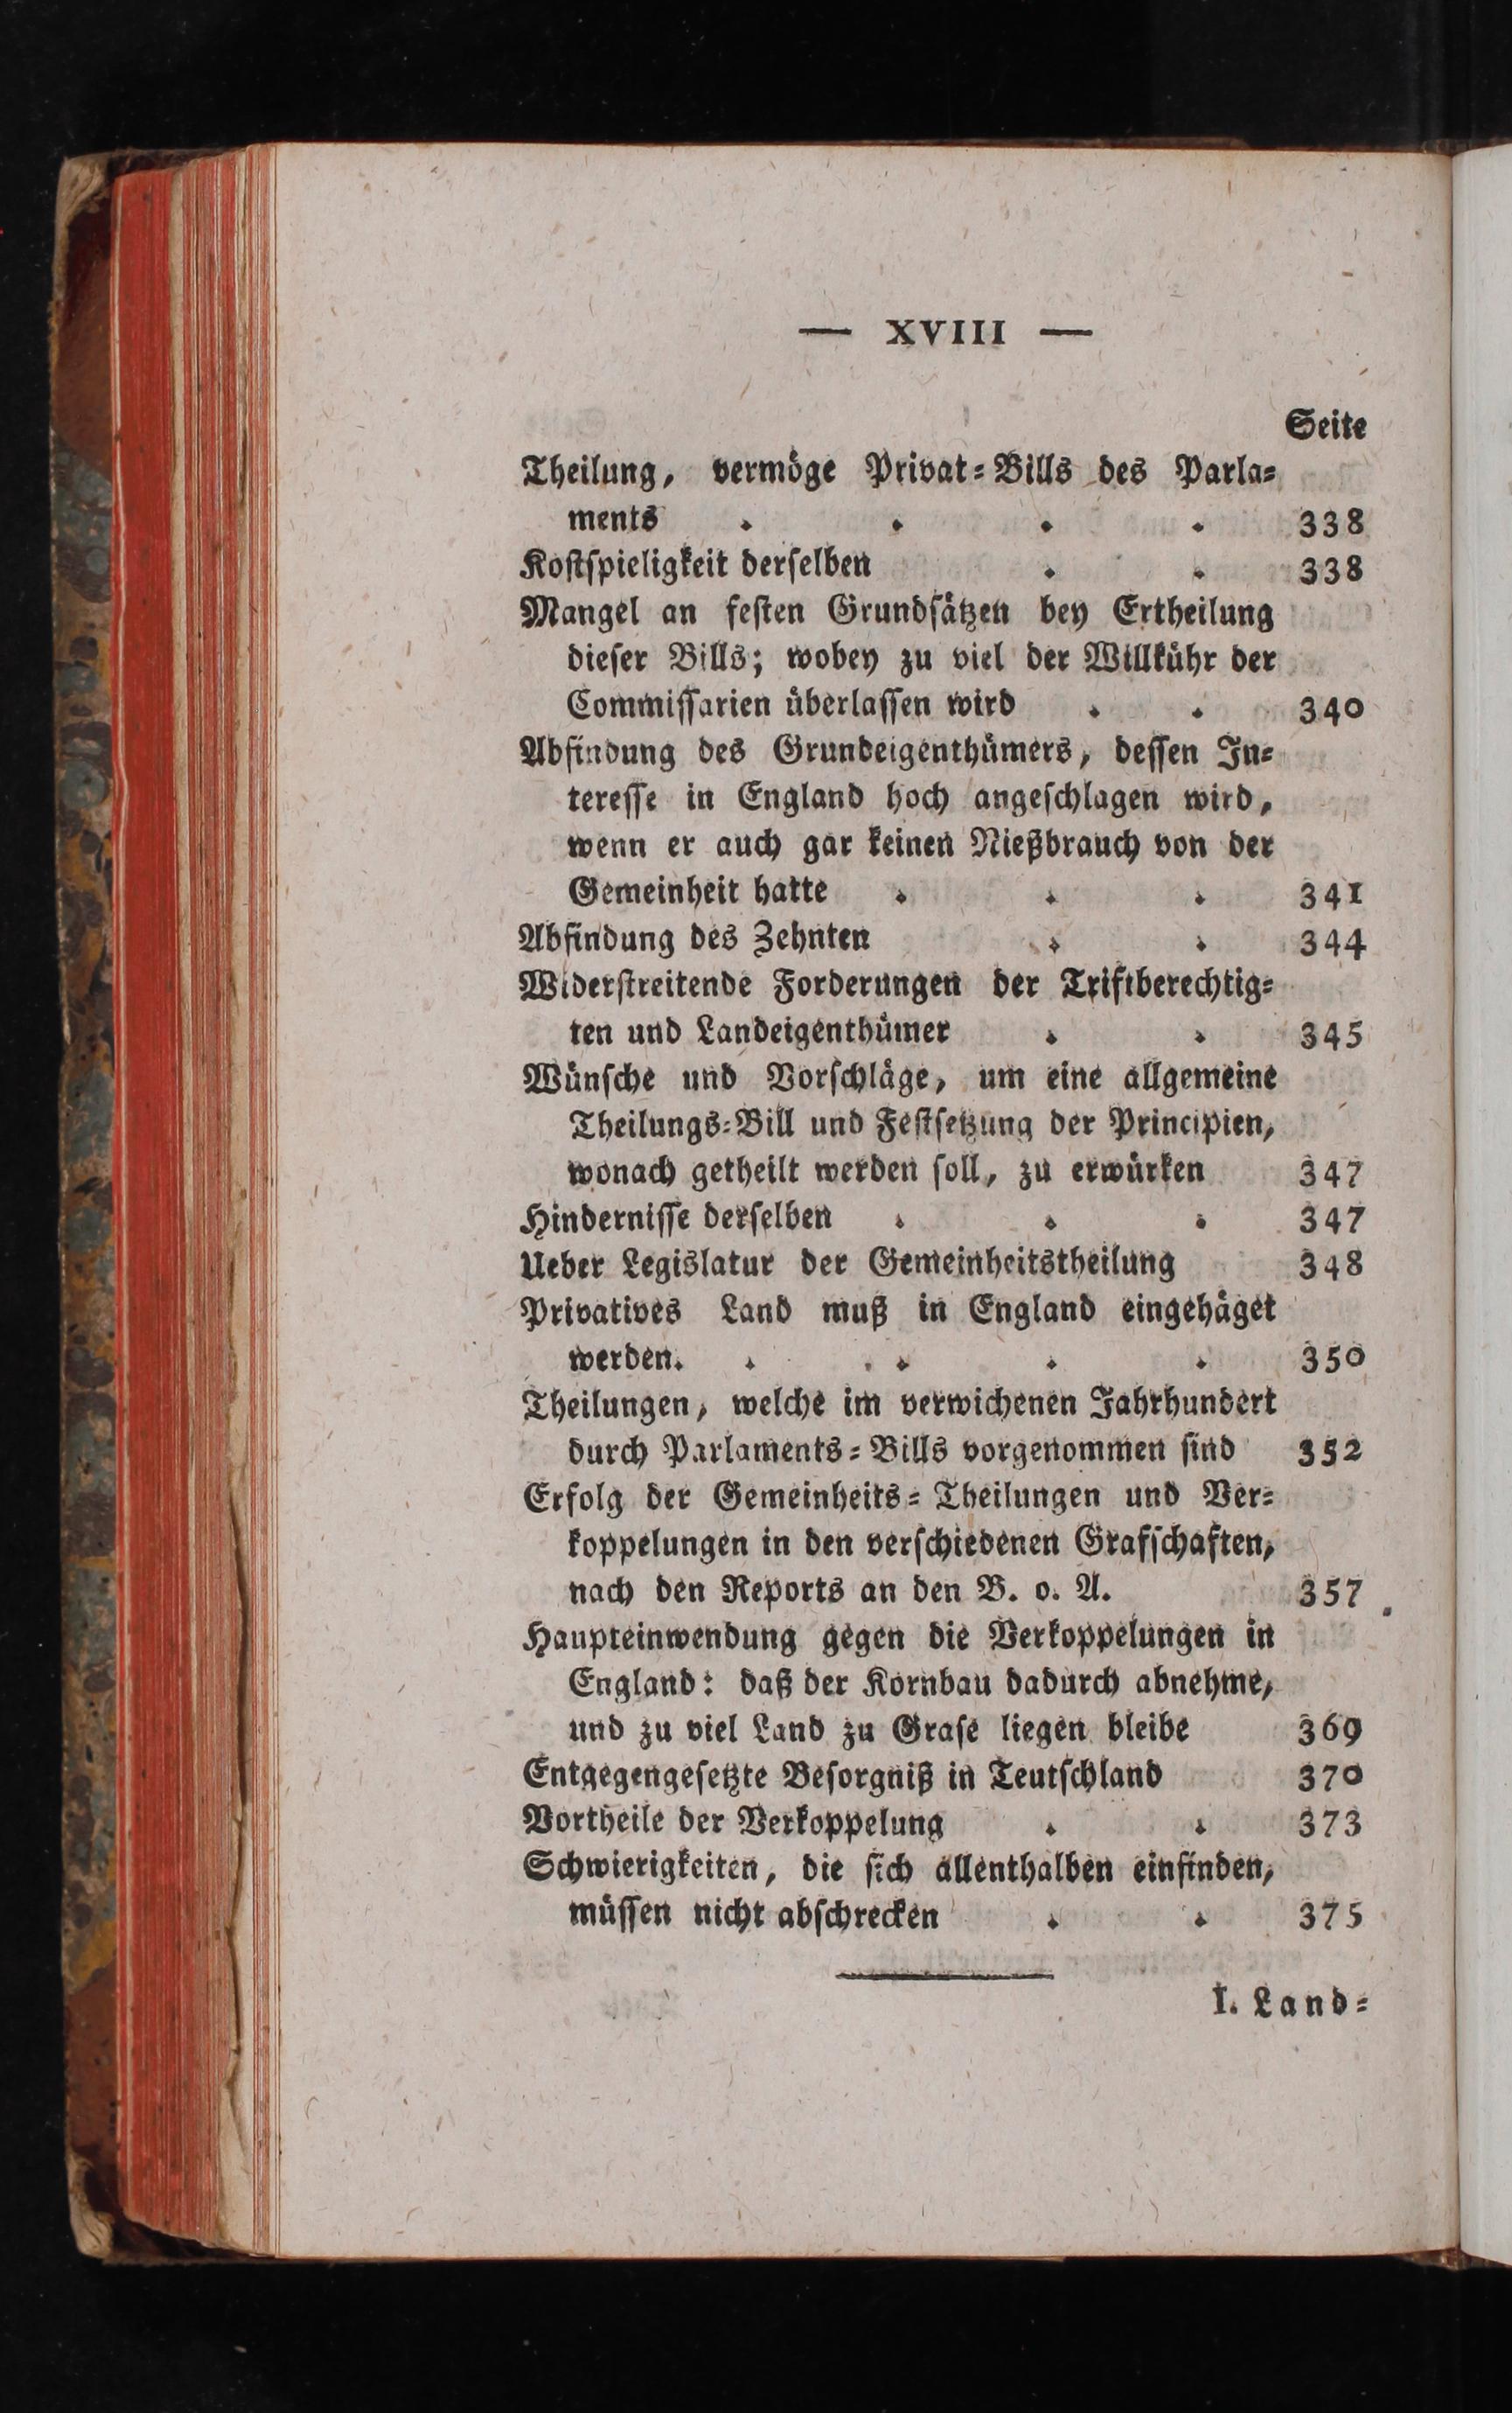 — XVIII —
Seite
Theilung, vermöge Privat=Bills des Parla=
ments . . . . 338
Kostspieligkeit derselben . . 338
Mangel an festen Grundsätzen bey Ertheilung
dieser Bills; wobey zu viel der Willkühr der
Commissarien überlassen wird . . 340
Abfindung des Grundeigenthümers, dessen In=
teresse in England hoch angeschlagen wird,
wenn er auch gar keinen Nießbrauch von der
Gemeinheit hatte . . . 341
Abfindung des Zehnten . . 344
Widerstreitende Forderungen der Triftberechtig=
ten und Landeigenthümer . . 345
Wünsche und Vorschläge, um eine allgemeine
Theilungs=Bill und Festsetzung der Principien,
wonach getheilt werden soll, zu erwürken 347
Hindernisse derselben . . . 347
Ueber Legislatur der Gemeinheitstheilung 348
Privatives Land muß in England eingehäget
werden. . . . . 350
Theilungen, welche im verwichenen Jahrhundert
durch Parlaments=Bills vorgenommen sind 352
Erfolg der Gemeinheits=Theilungen und Ver=
koppelungen in den verschiedenen Grafschaften,
nach den Reports an den B. o. A. 357
Haupteinwendung gegen die Verkoppelungen in
England: daß der Kornbau dadurch abnehme,
und zu viel Land zu Grase liegen bleibe 369
Entgegengesetzte Besorgniß in Teutschland 370
Vortheile der Verkoppelung . . 373
Schwierigkeiten, die sich allenthalben einfinden,
müssen nicht abschrecken . . 375
I. Land=